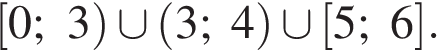 [0; 3) ∪ (3; 4) ∪ [5; 6].